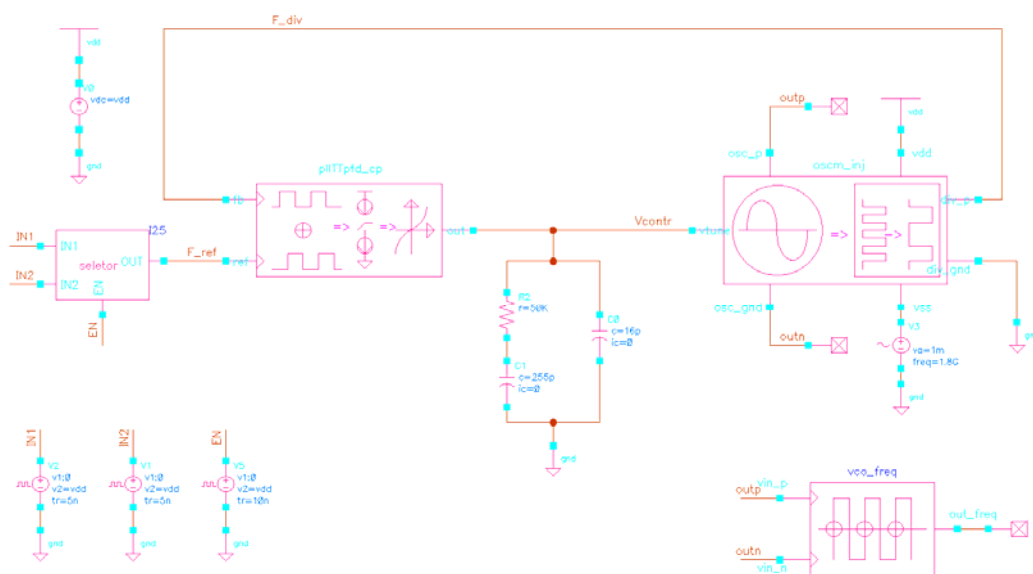 F_div
vdd
V0
vdc=vdd
gnd
outp
vdd
osc_p
oscm_inj
vdd
pllTTpfd_cp
fb
div_p
IN1
IN1
I25
seletor
OUT
F_ref
ref
out
Vcontr
vtune
=>
=>
=>
=>
IN2
IN2
EN
EN
div_gnd
osc_gnd
vss
R2
r=50K
C0
c=16p
ic=0
C1
c=255p
ic=0
outn
V3
va=1m
freq=1.8G
gnd
gnd
IN1
IN2
EN
V2
v1:0
v2=vdd
tr=5n
gnd
V1
v1:0
v2=vdd
tr=5n
gnd
V5
v1:0
v2=vdd
tr=10n
gnd
vco_freq
outp
vin_p
out_freq
outn
vin_n